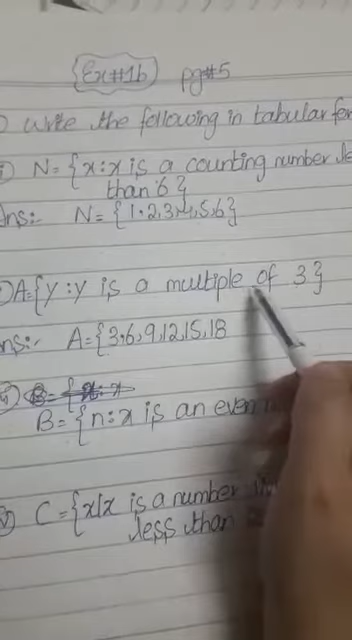 Ex#1b pg#5
write the following in tabular for
i) N={x:x is a counting number le
than 6}
Ans:- N={1,2,3,4,5,6}
A={y:y is a multiple of 3}
ns:- A={3,6,9,12,15,18
B={n:x is an even
C={x|x is a number
less than